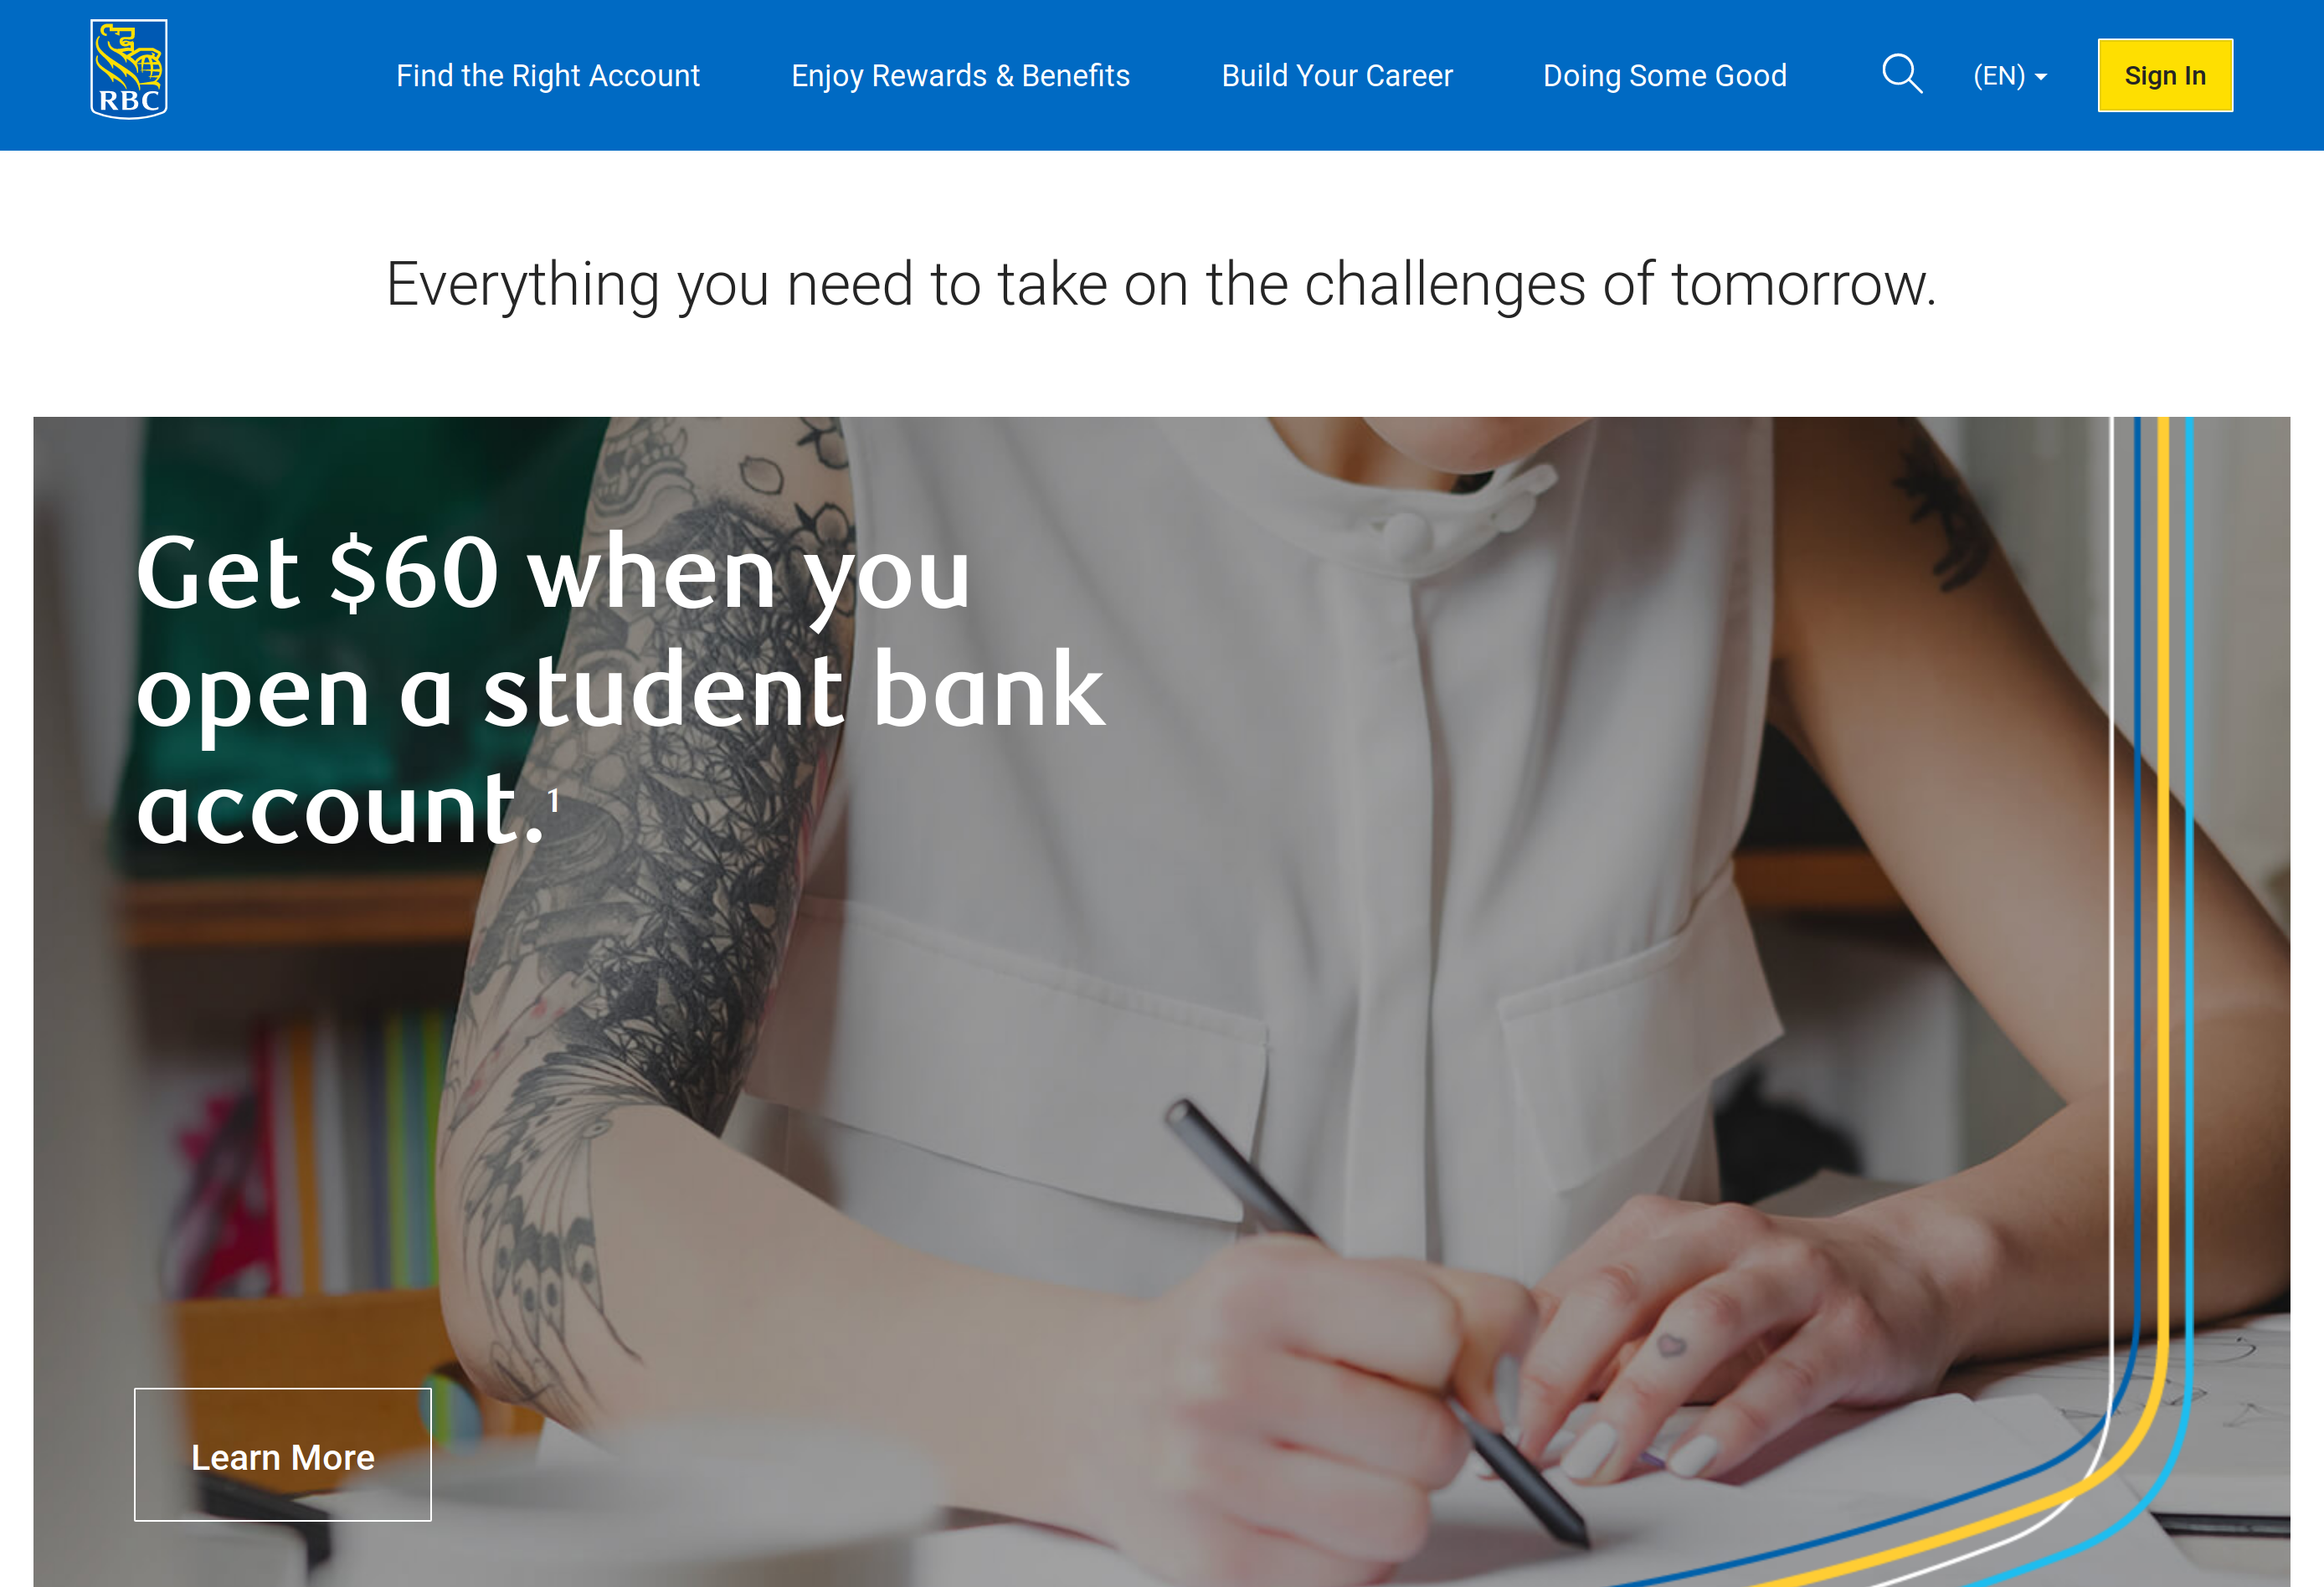 RBC
Find the Right Account
Enjoy Rewards & Benefits
Build Your Career
Doing Some Good
(EN)
Sign In
Everything you need to take on the challenges of tomorrow.
Get $60 when you
open a student bank
account.1
Learn More